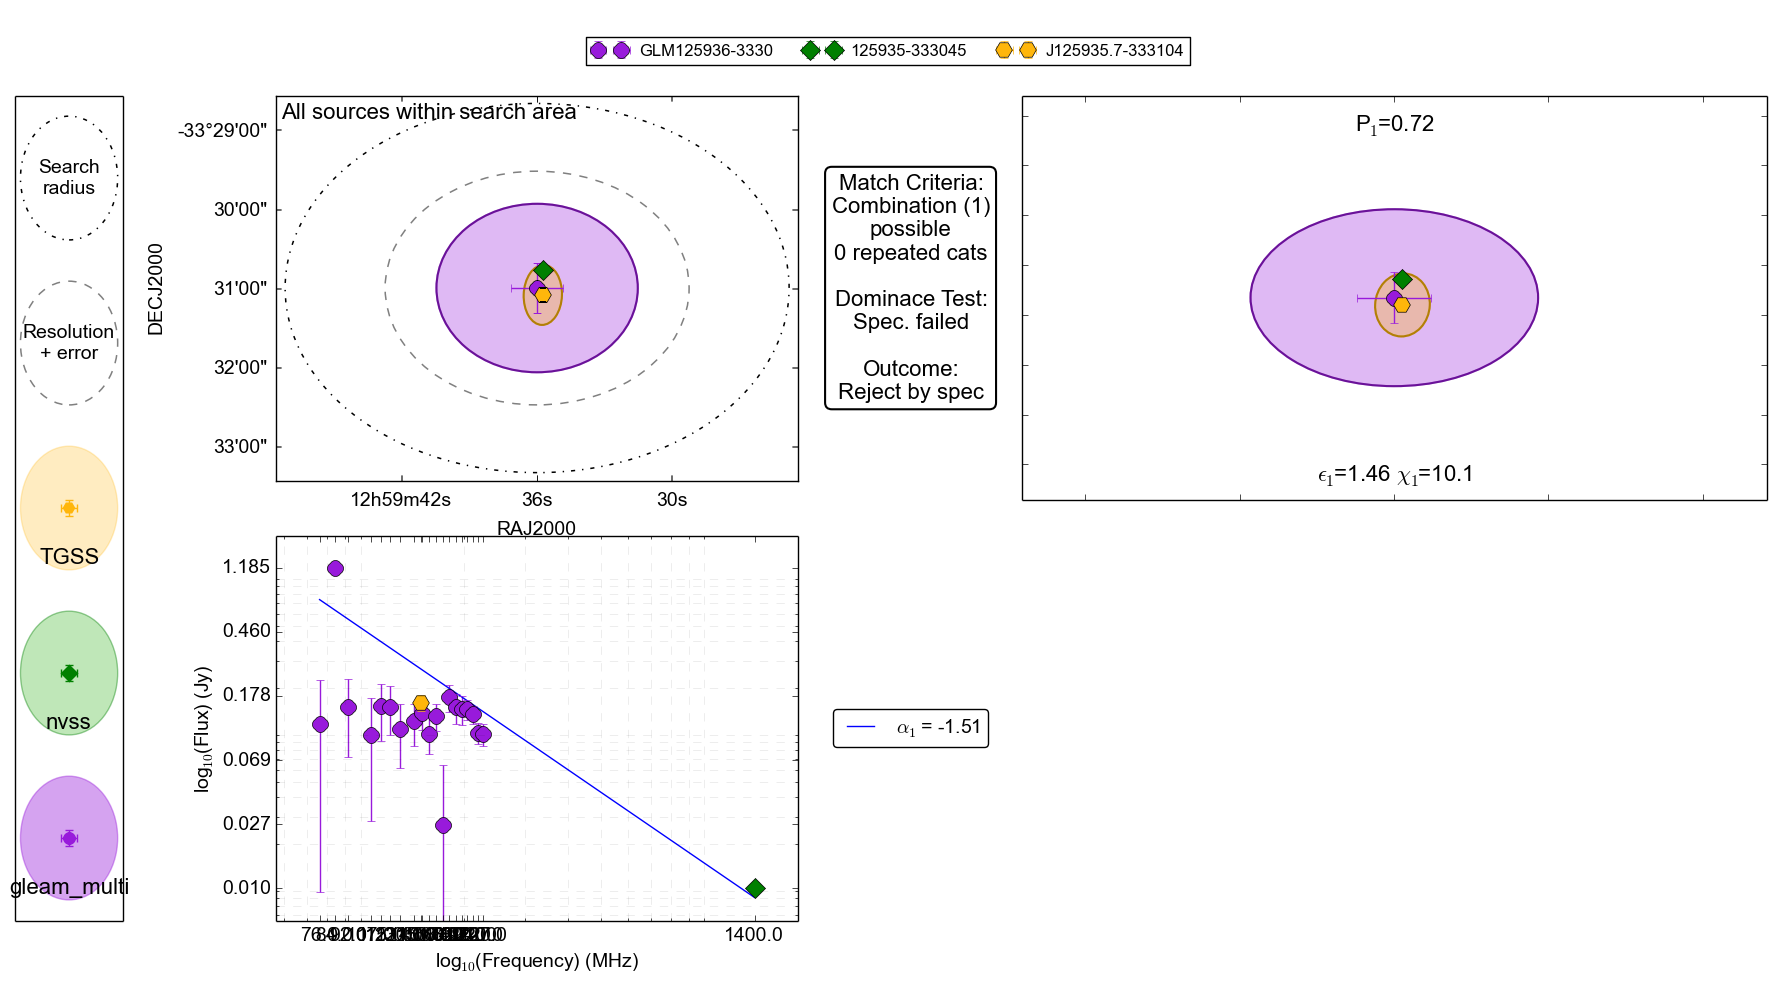 GLM125936-3330 125935-333045 J125935.7-333104
Search
radius
Resolution
+ error
TGSS
nvss
gleam_multi
All sources within search area
DECJ2000
-33°29'00"
30'00"
31'00"
32'00"
33'00"
12h59m42s 36s 30s
RAJ2000
Match Criteria:
Combination (1)
possible
0 repeated cats
Dominace Test:
Spec. failed
Outcome:
Reject by spec
P₁=0.72
ϵ₁=1.46 χ₁=10.1
log₁₀(Flux) (Jy)
1.185
0.460
0.178
0.069
0.027
0.010
1400.0
log₁₀(Frequency) (MHz)
α₁ = -1.51